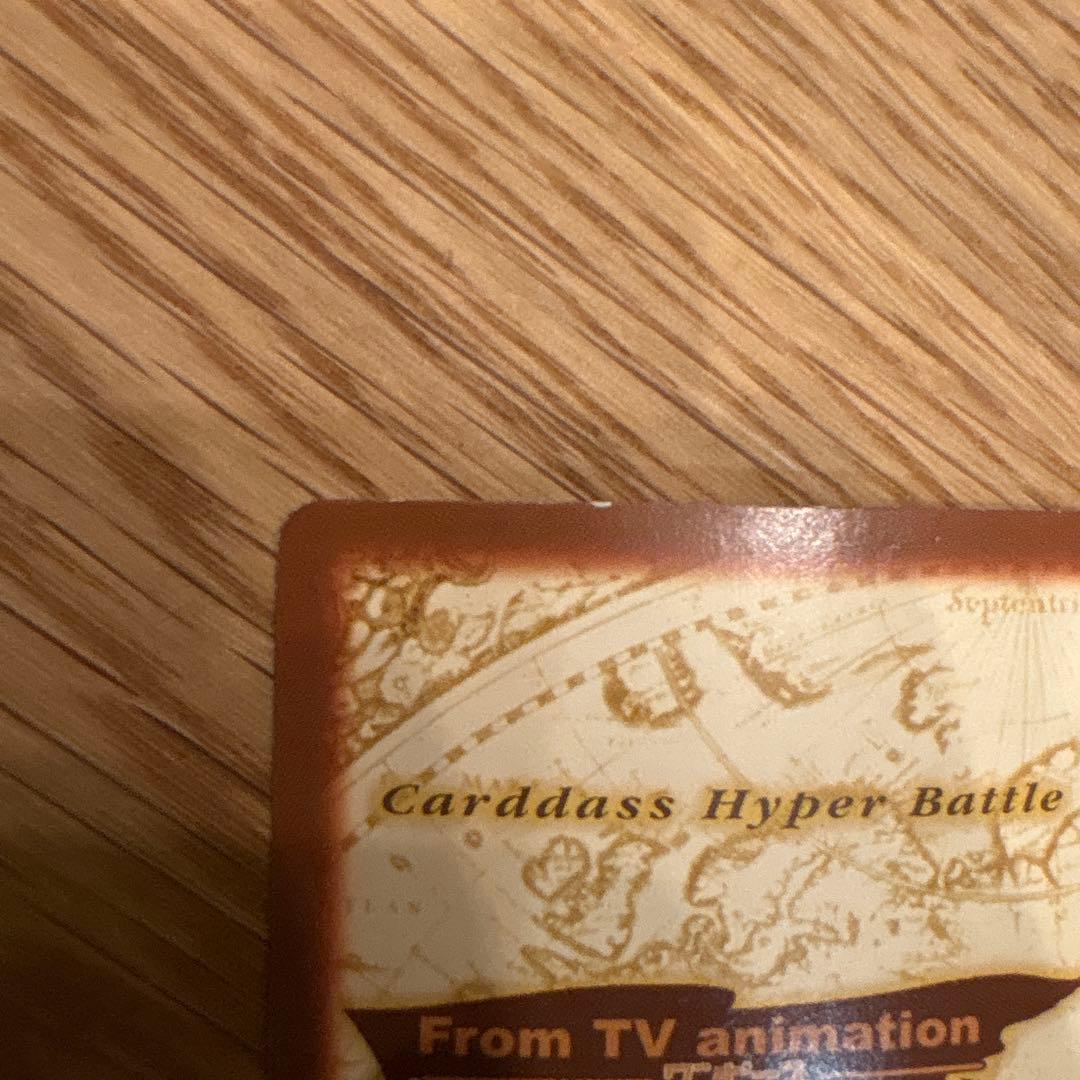 Carddass Hyper Battle
From TV animation